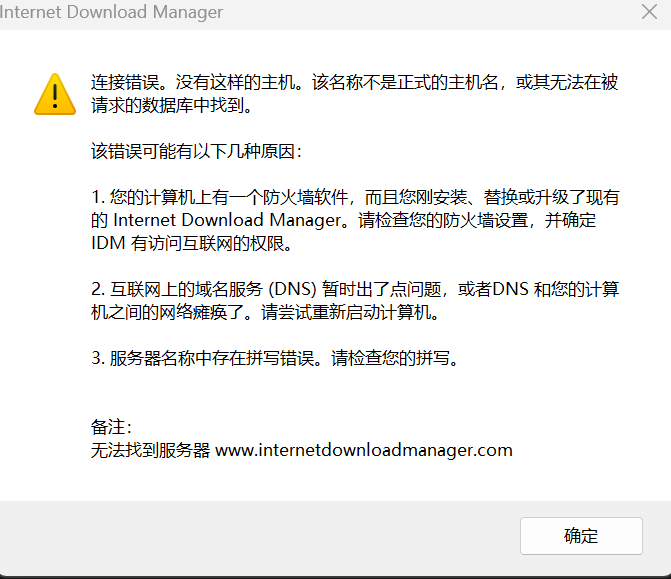 Internet Download Manager
连接错误。没有这样的主机。该名称不是正式的主机名，或其无法在被
请求的数据库中找到。
该错误可能有以下几种原因：
1. 您的计算机上有一个防火墙软件，而且您刚安装、替换或升级了现有
的 Internet Download Manager。请检查您的防火墙设置，并确定
IDM 有访问互联网的权限。
2. 互联网上的域名服务 (DNS) 暂时出了点问题，或者DNS 和您的计算
机之间的网络瘫痪了。请尝试重新启动计算机。
3. 服务器名称中存在拼写错误。请检查您的拼写。
备注：
无法找到服务器 www.internetdownloadmanager.com
确定